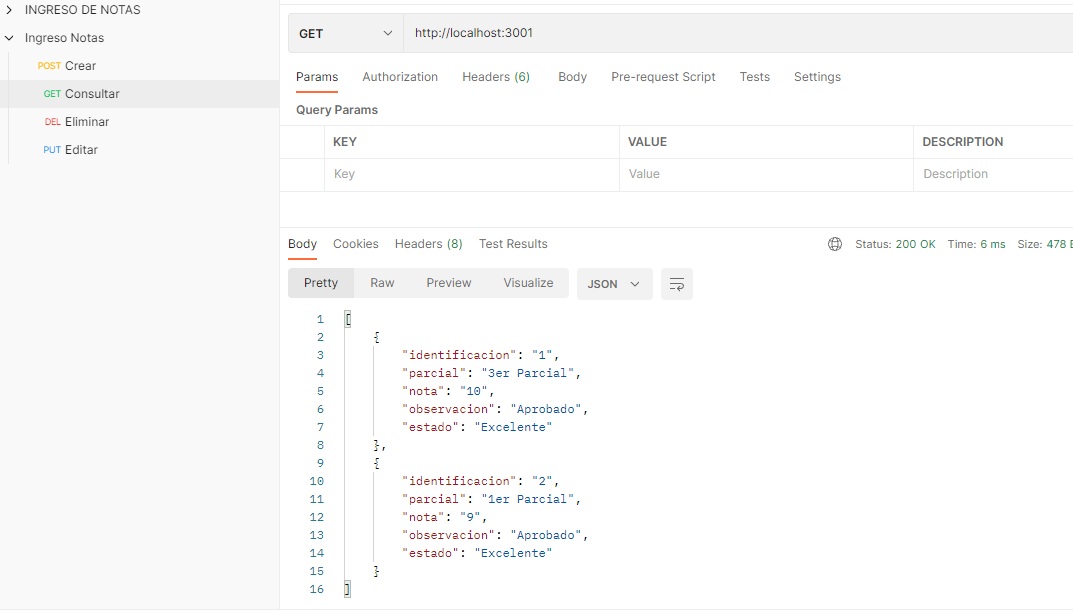 INGRESO DE NOTAS
Ingreso Notas
POST Crear
GET Consultar
DEL Eliminar
PUT Editar
GET http://localhost:3001
Params Authorization Headers (6) Body Pre-request Script Tests Settings
Query Params
KEY VALUE DESCRIPTION
Key Value Description
Body Cookies Headers (8) Test Results Status: 200 OK Time: 6 ms Size: 478
Pretty Raw Preview Visualize JSON
1 [
2 {
3 "identificacion": "1",
4 "parcial": "3er Parcial",
5 "nota": "10",
6 "observacion": "Aprobado",
7 "estado": "Excelente"
8 },
9 {
10 "identificacion": "2",
11 "parcial": "1er Parcial",
12 "nota": "9",
13 "observacion": "Aprobado",
14 "estado": "Excelente"
15 }
16 ]